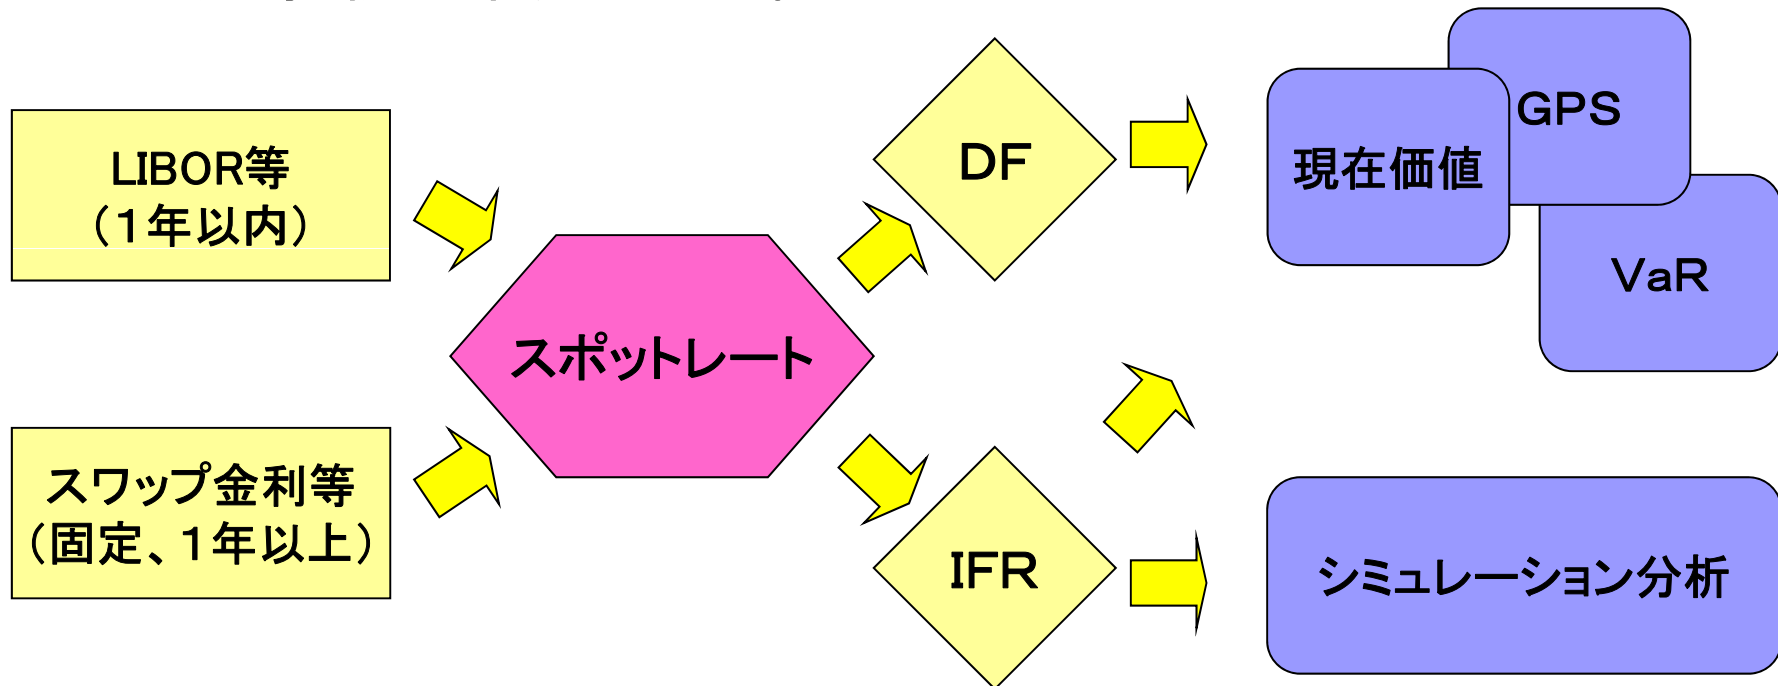 LIBOR等
（１年以内）
スワップ金利等
（固定、１年以上）
スポットレート
ＤＦ
ＩＦＲ
現在価値
ＧＰＳ
ＶａＲ
シミュレーション分析